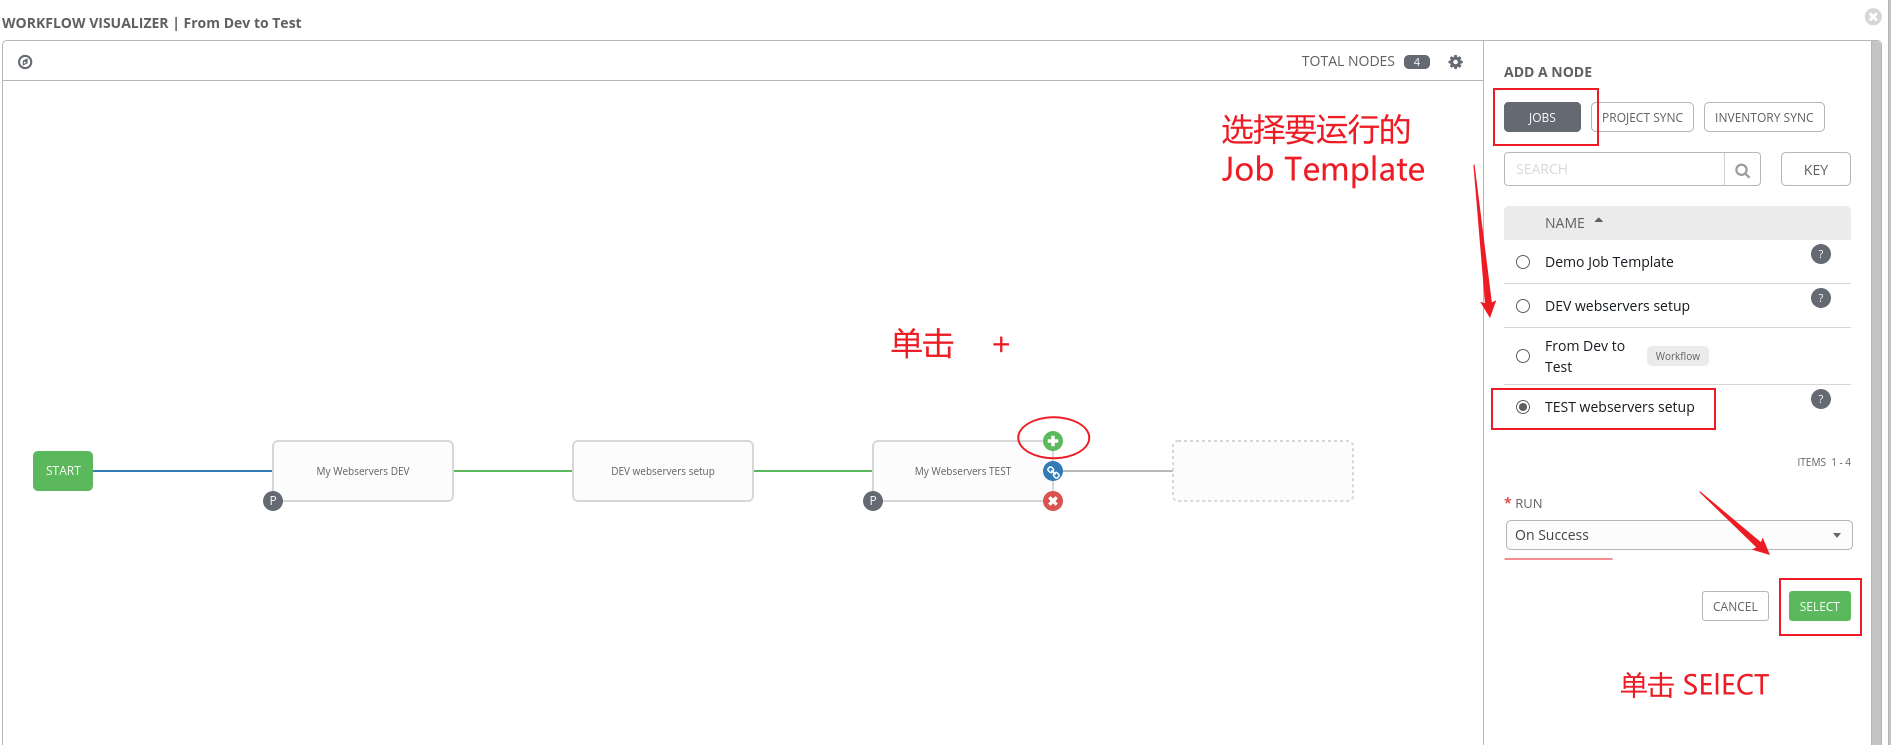 WORKFLOW VISUALIZER | From Dev to Test
TOTAL NODES 4
ADD A NODE
JOBS PROJECT SYNC INVENTORY SYNC
选择要运行的
Job Template
SEARCH KEY
NAME
Demo Job Template ?
DEV webservers setup ?
From Dev to
Test
Workflow
TEST webservers setup ?
单击 +
START My Webservers DEV DEV webservers setup My Webservers TEST
P P
ITEMS 1 - 4
* RUN
On Success
CANCEL SELECT
单击 SElECT